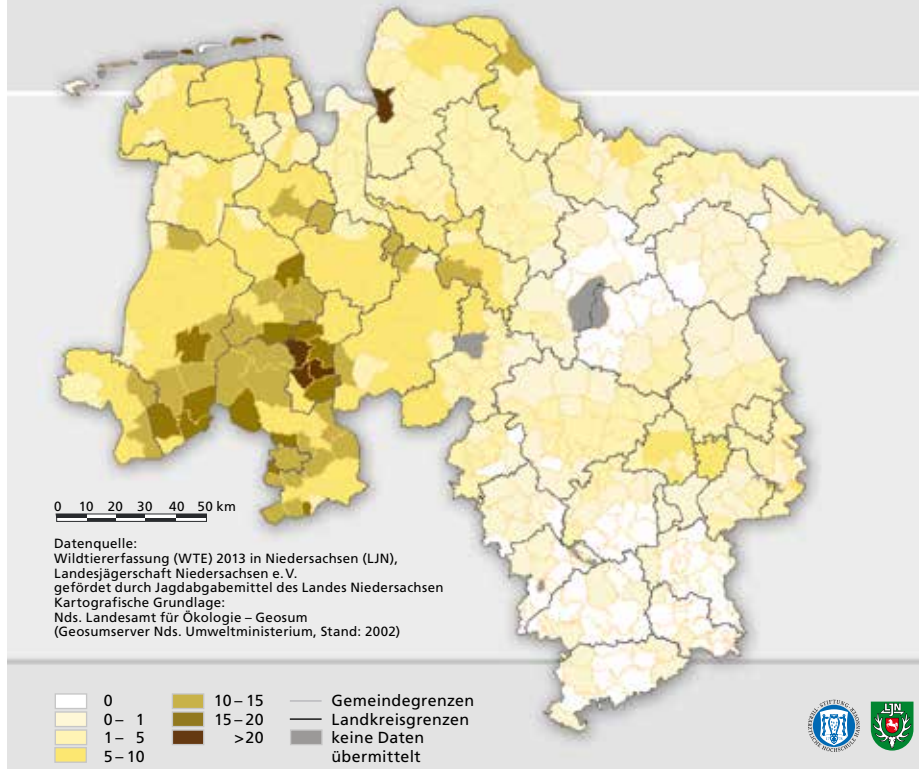 0 10 20 30 40 50 km
Datenquelle:
Wildtiererfassung (WTE) 2013 in Niedersachsen (LJN),
Landesjägerschaft Niedersachsen e.V.
gefördet durch Jagdabgabemittel des Landes Niedersachsen
Kartografische Grundlage:
Nds. Landesamt für Ökologie – Geosum
(Geosumserver Nds. Umweltministerium, Stand: 2002)
0
0 – 1
1 – 5
5 – 10
10 – 15
15 – 20
>20
Gemeindegrenzen
Landkreisgrenzen
keine Daten
übermittelt
LJN